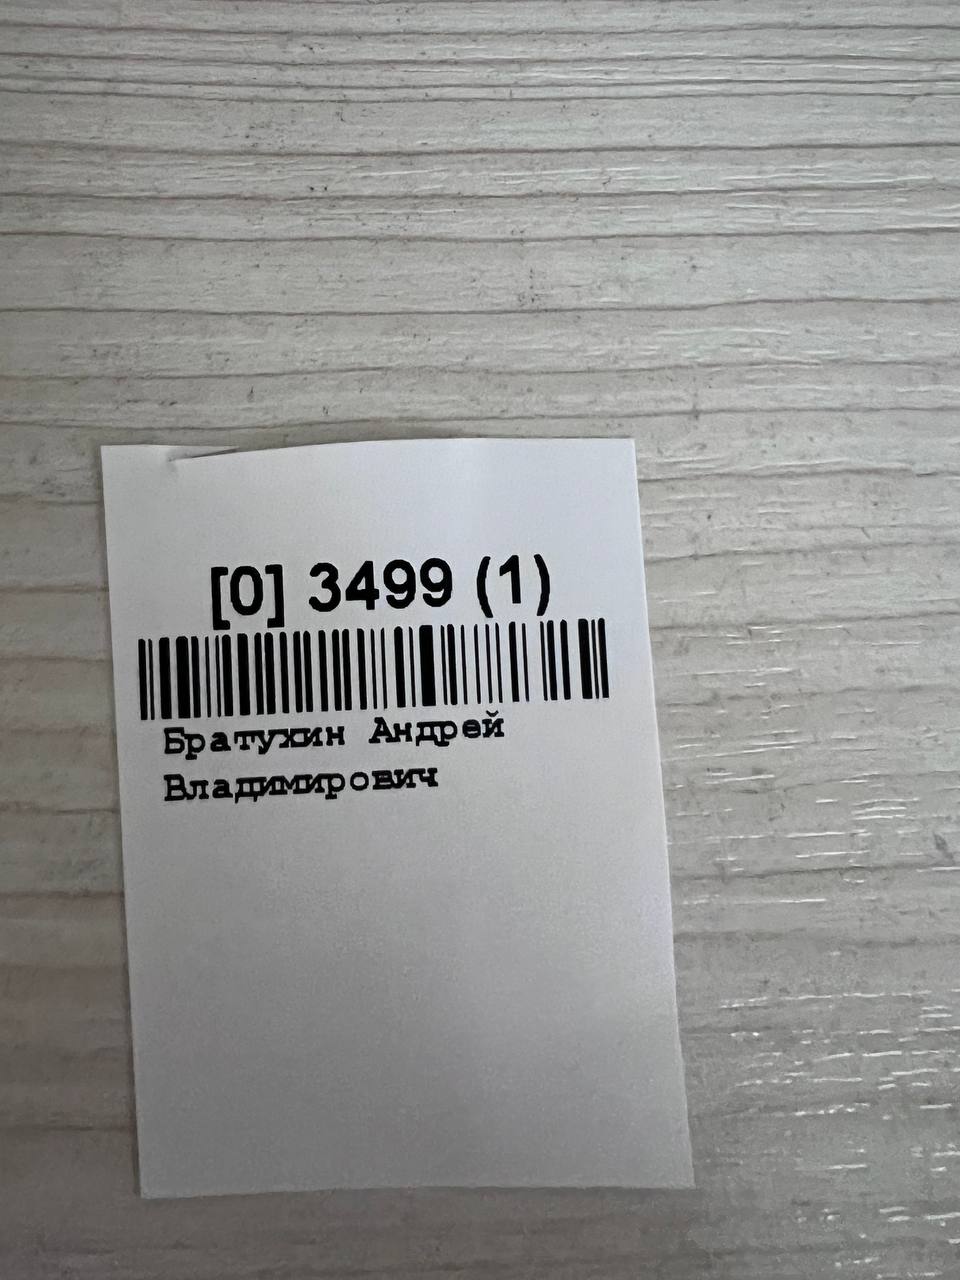 [0] 3499 (1)
Братухин Андрей
Владимирович